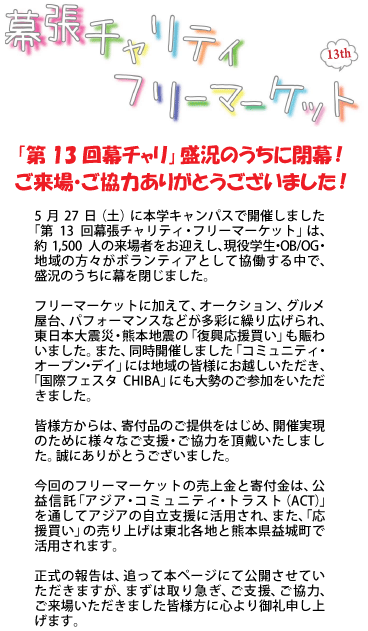 幕張チャリティ
13th
フリーマーケット
「第13回幕チャリ」盛況のうちに閉幕！
ご来場・ご協力ありがとうございました！
5月27日（土）に本学キャンパスで開催しました
「第13回幕張チャリティ・フリーマーケット」は、
約1,500人の来場者をお迎えし、現役学生・OB/OG・
地域の方々がボランティアとして協働する中で、
盛況のうちに幕を閉じました。
フリーマーケットに加えて、オークション、グルメ
屋台、パフォーマンスなどが多彩に繰り広げられ、
東日本大震災・熊本地震の「復興応援買い」も賑わ
いました。また、同時開催しました「コミュニティ・
オープン・デイ」には地域の皆様にお越しいただき、
「国際フェスタ CHIBA」にも大勢のご参加をいただ
きました。
皆様方からは、寄付品のご提供をはじめ、開催実現
のために様々なご支援・ご協力を頂戴いたしまし
た。誠にありがとうございました。
今回のフリーマーケットの売上金と寄付金は、公
益信託「アジア・コミュニティ・トラスト（ACT）」
を通してアジアの自立支援に活用され、また、「応
援買い」の売り上げは東北各地と熊本県益城町で
活用されます。
正式の報告は、追って本ページにて公開させてい
ただきますが、まずは取り急ぎ、ご支援、ご協力、
ご来場いただきました皆様方に心より御礼申し上
げます。